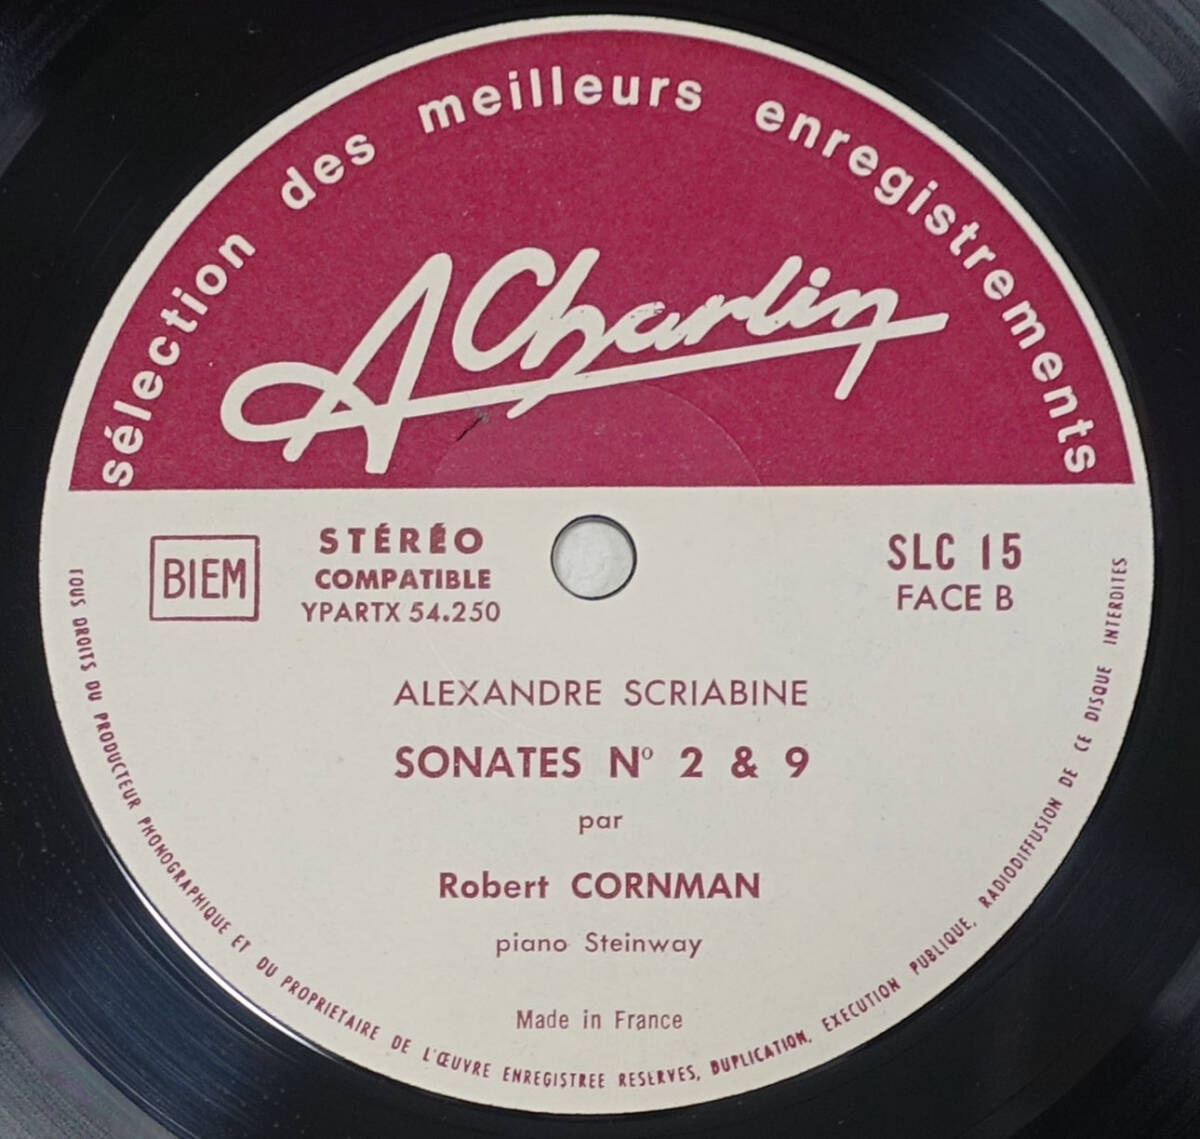 sélection des meilleurs enregistrements
ACharlin
BIEM
STÉRÉO
COMPATIBLE
YPARTX 54.250
SLC 15
FACE B
ALEXANDRE SCRIABINE
SONATES Nº 2 & 9
par
Robert CORNMAN
piano Steinway
Made in France
TOUS DROITS DU PRODUCTEUR PHONOGRAPHIQUE ET DU PROPRIETAIRE DE L'ŒUVRE ENREGISTREE RESERVES, DUPLICATION, EXECUTION PUBLIQUE, RADIODIFFUSION DE CE DISQUE INTERDITES